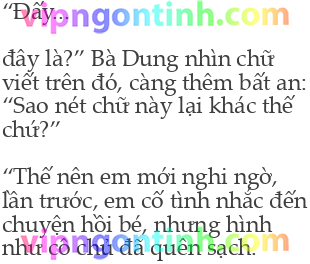 “Đấy...
vipngontinh.com
đây là?” Bà Dung nhìn chữ
viết trên đó, càng thêm bất an:
“Sao nét chữ này lại khác thế
chứ?”
“Thế nên em mới nghi ngờ,
lần trước, em cố tình nhắc đến
chuyện hồi bé, nhưng hình
như cô chủ đã quên sạch.
vipngontinh.com